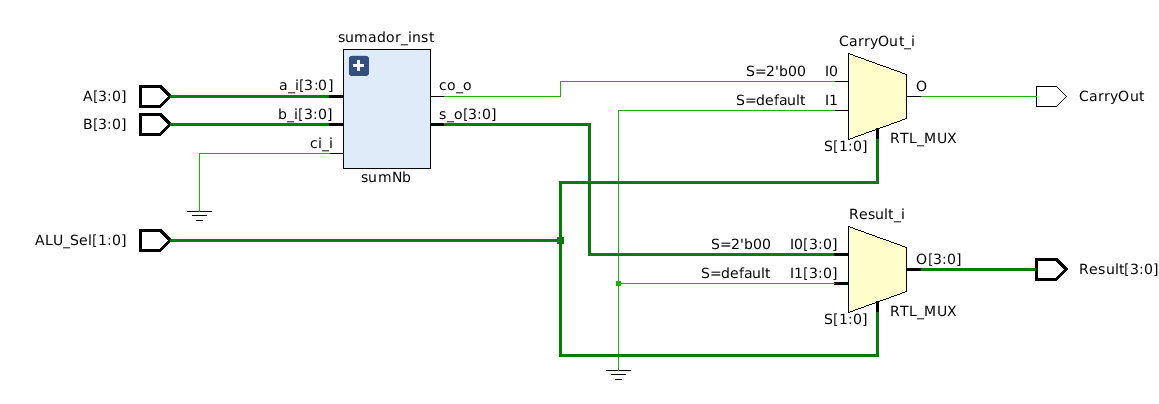 sumador_inst
CarryOut_i
A[3:0]
a_i[3:0]
co_o
S=2'b00 I0
O
CarryOut
B[3:0]
b_i[3:0]
s_o[3:0]
S=default I1
ci_i
S[1:0]
RTL_MUX
sumNb
Result_i
ALU_Sel[1:0]
S=2'b00 I0[3:0]
O[3:0]
Result[3:0]
S=default I1[3:0]
S[1:0]
RTL_MUX